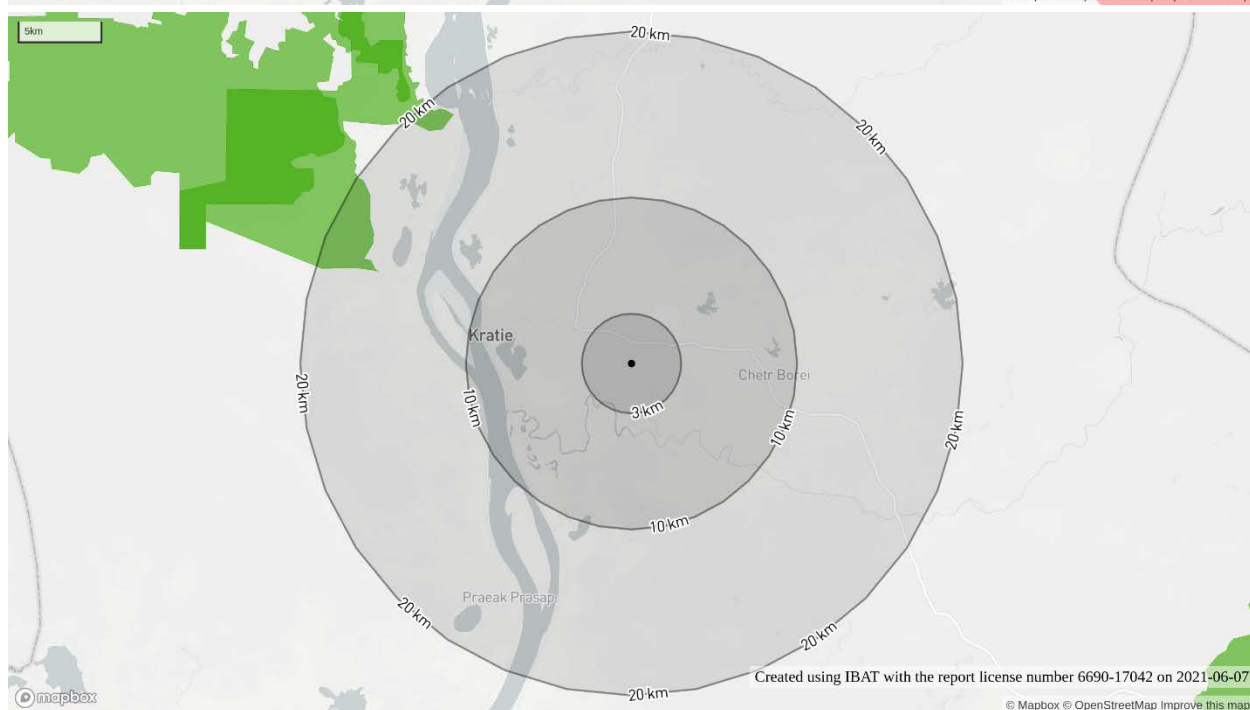 5km
20 km
20 km
20 km
Kratie
Chetr Borei
20 km
10 km
3 km
10 km
20 km
10 km
Praeak Prasap
20 km
20 km
Created using IBAT with the report license number 6690-17042 on 2021-06-07
20 km
mapbox
© Mapbox © OpenStreetMap Improve this map